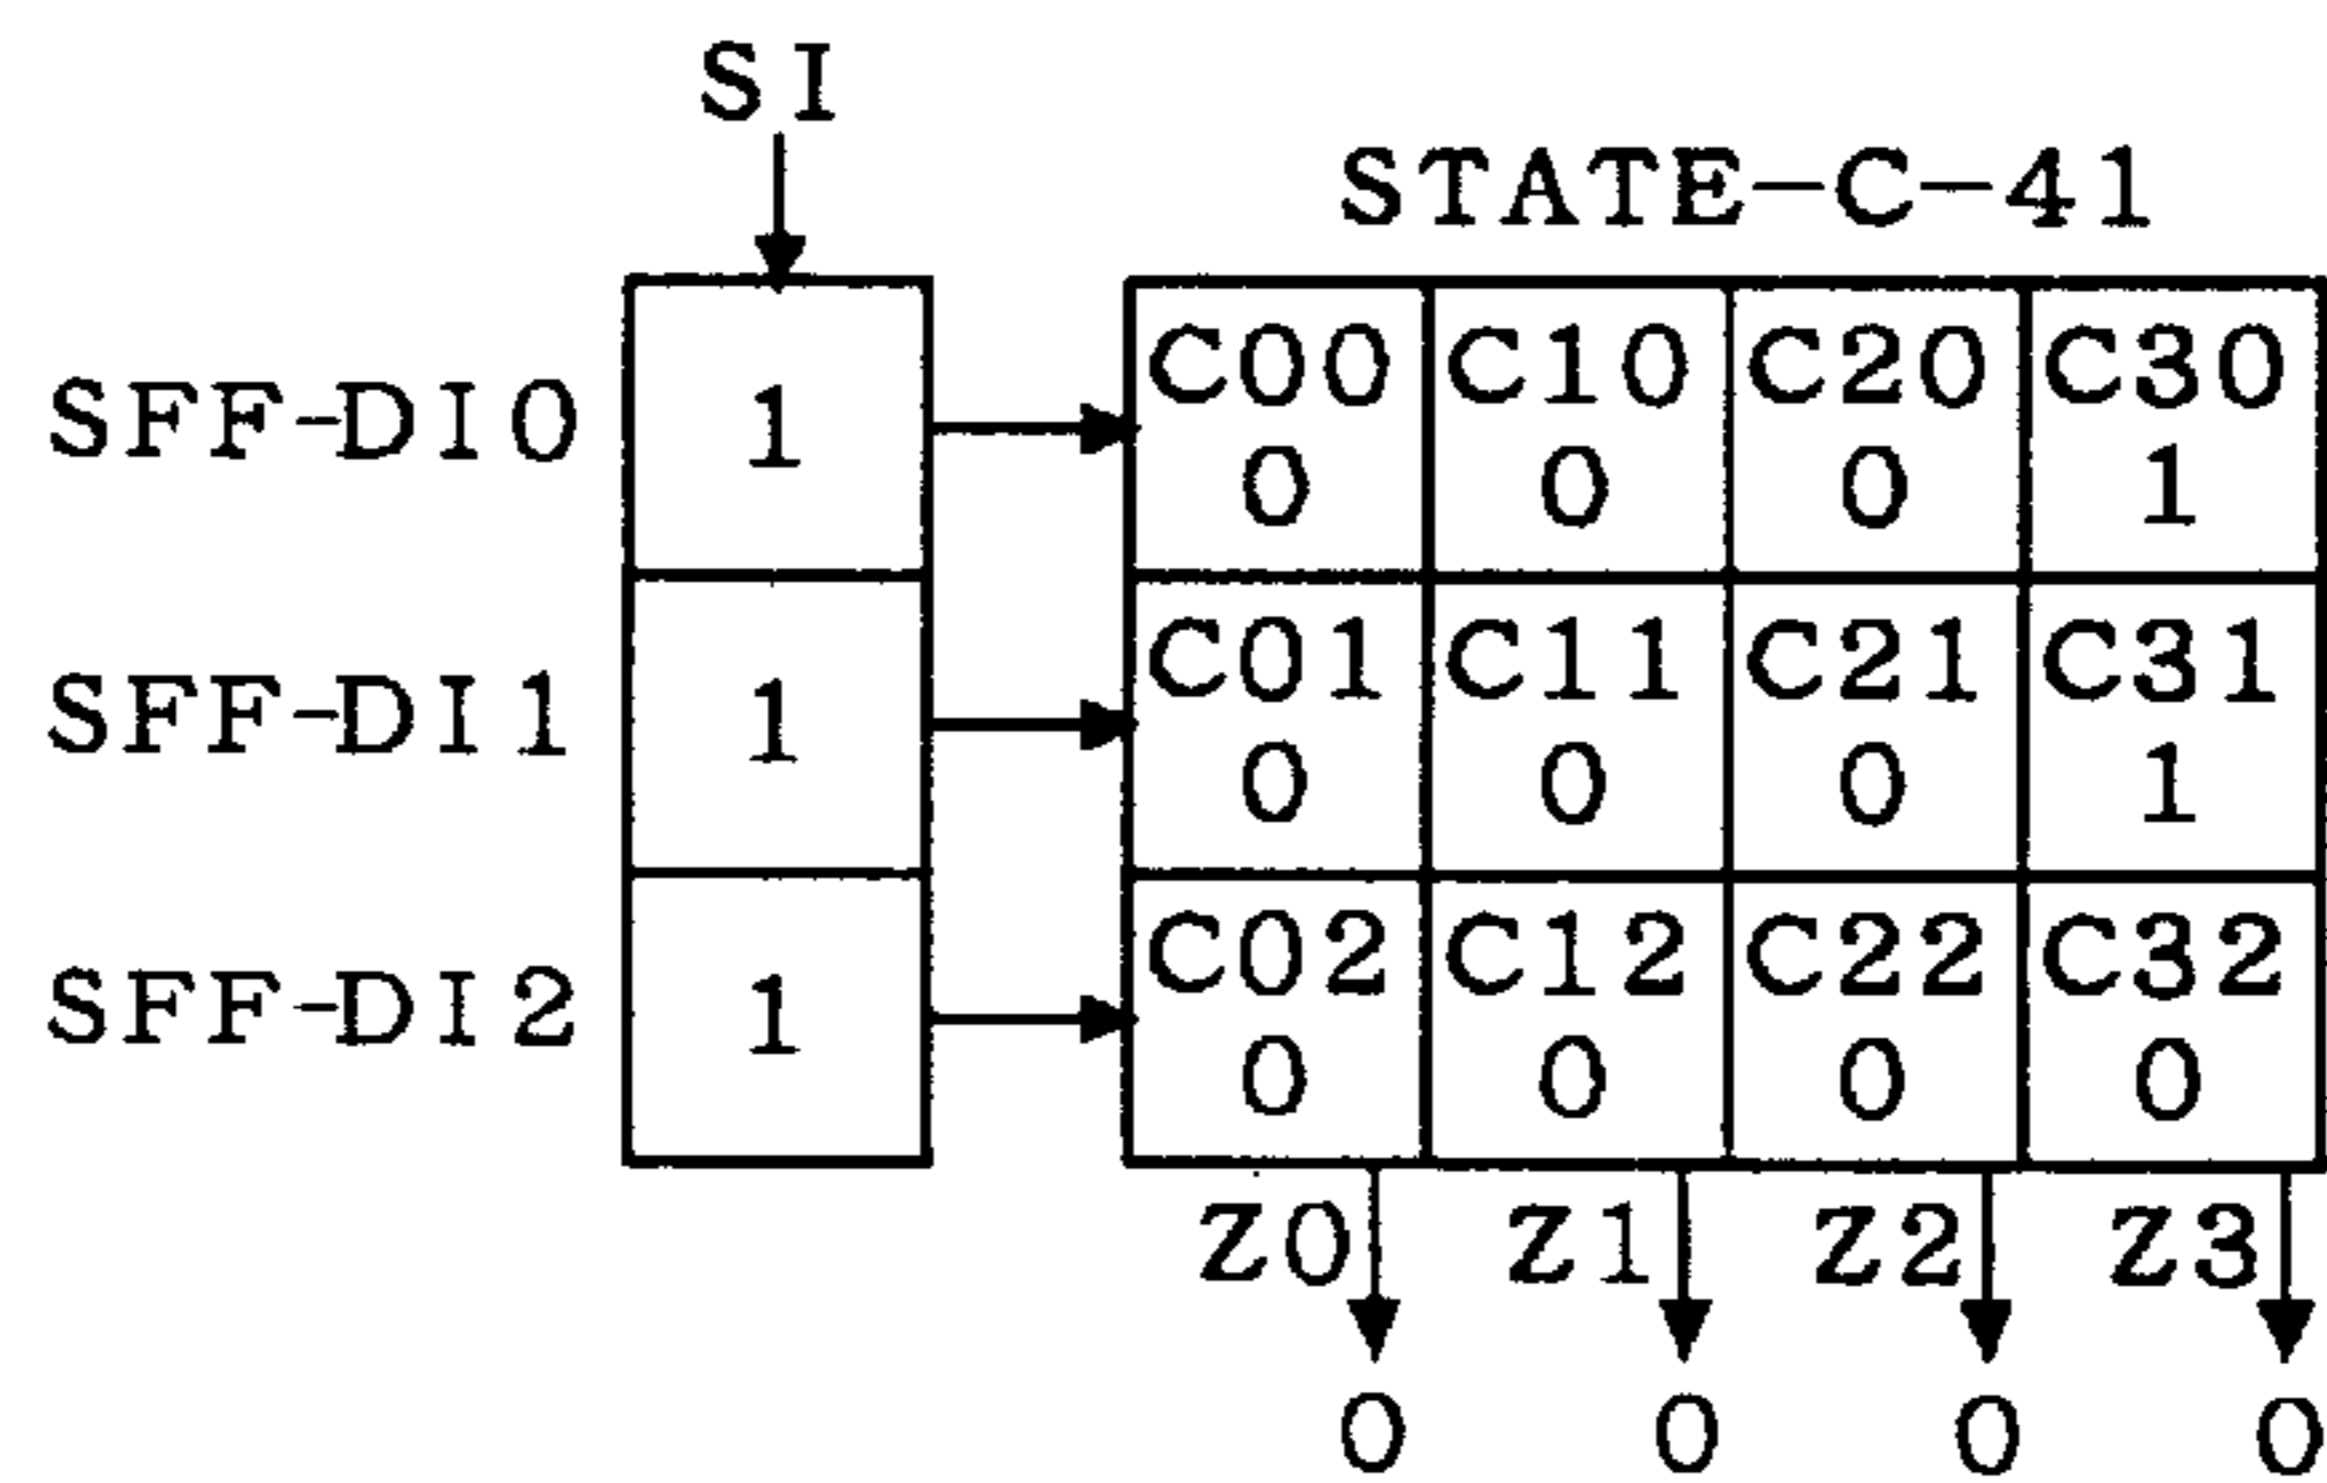 SI
STATE-C-41
SFF-DI0 1 C00 C10 C20 C30
0 0 0 1
SFF-DI1 1 C01 C11 C21 C31
0 0 0 1
SFF-DI2 1 C02 C12 C22 C32
0 0 0 0
Z0 Z1 Z2 Z3
0 0 0 0